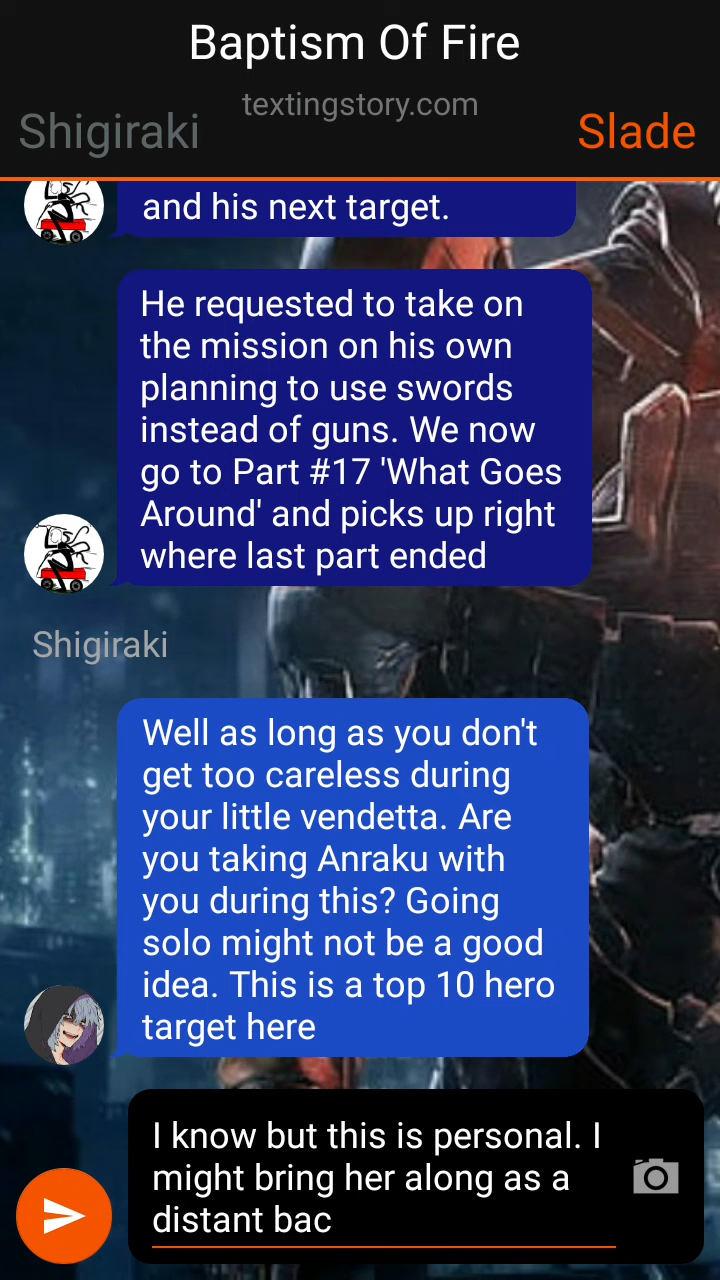 Baptism Of Fire
textingstory.com
Shigiraki
Slade
and his next target.
He requested to take on
the mission on his own
planning to use swords
instead of guns. We now
go to Part #17 'What Goes
Around' and picks up right
where last part ended
Shigiraki
Well as long as you don't
get too careless during
your little vendetta. Are
you taking Anraku with
you during this? Going
solo might not be a good
idea. This is a top 10 hero
target here
I know but this is personal. I
might bring her along as a
distant bac